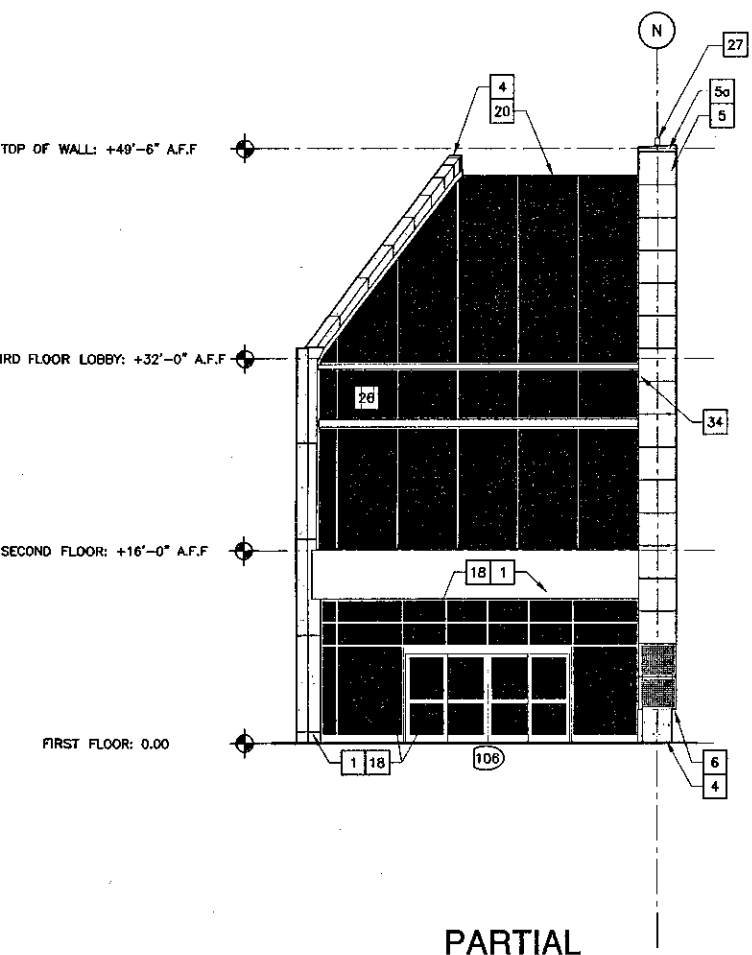 N
27
4
20
5a
5
TOP OF WALL: +49'-6" A.F.F
IRD FLOOR LOBBY: +32'-0" A.F.F
26
34
SECOND FLOOR: +16'-0" A.F.F
18 1
FIRST FLOOR: 0.00
1 18
106
6
4
PARTIAL